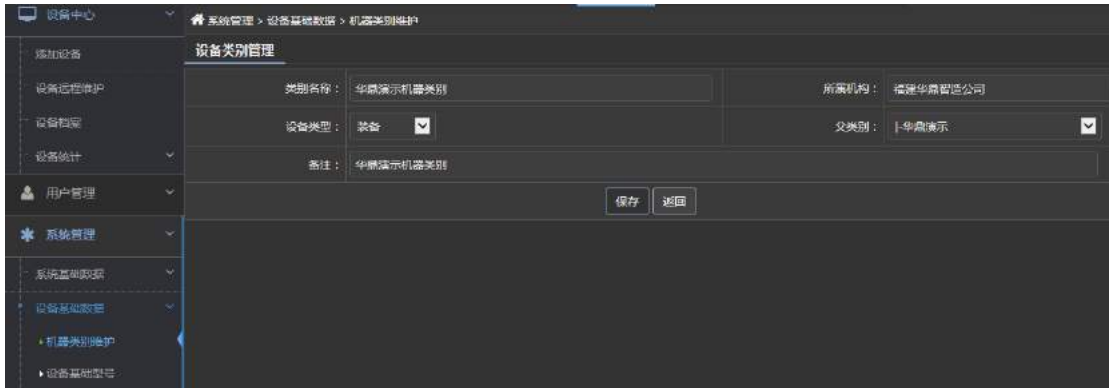 设备中心
系统管理 > 设备基础数据 > 机器类别维护
添加设备
设备类别管理
设备远程维护
类别名称： 华鼎演示机器类别
所属机构： 福建华鼎智造公司
设备档案
设备类型： 装备
父类别： |-华鼎演示
设备统计
备注： 华鼎演示机器类别
用户管理
保存 返回
系统管理
系统基础数据
设备基础数据
机器类别维护
设备基础型号